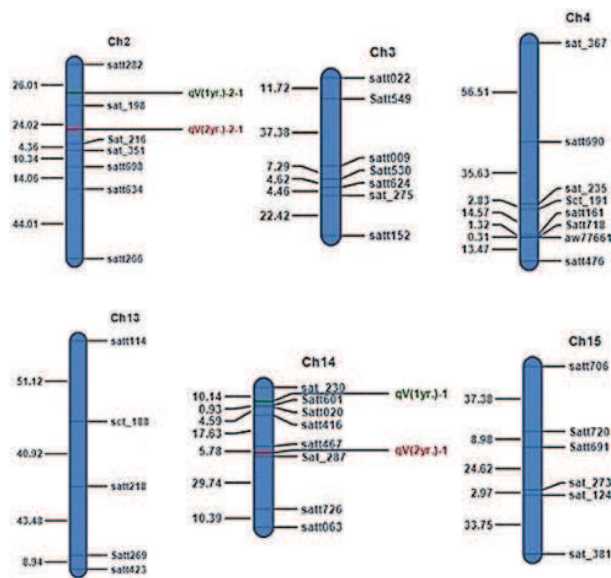 Ch2
satt282
26.01
qV(1yr.)-2-1
sat_198
24.02
qV(2yr.)-2-1
Sat_216
4.36
sat_351
10.34
satt698
14.06
satt634
44.01
satt266
Ch3
satt022
11.72
Satt549
37.38
satt009
7.29
Satt530
4.62
satt624
4.46
sat_275
22.42
satt152
Ch4
sat_367
56.51
satt690
35.63
sat_235
2.83
Sct_191
14.57
satt161
1.32
Satt718
0.31
aw77661
13.47
satt476
Ch13
satt114
51.12
sct_188
40.92
satt218
43.48
Satt269
8.94
satt423
Ch14
sat_239
10.14
qV(1yr.)-1
Satt601
0.93
Satt020
4.59
satt416
17.63
satt467
5.78
qV(2yr.)-1
Sat_287
29.74
satt726
10.39
satt063
Ch15
satt706
37.38
Satt720
8.98
Satt691
24.62
sat_273
2.97
sat_124
33.75
sat_381